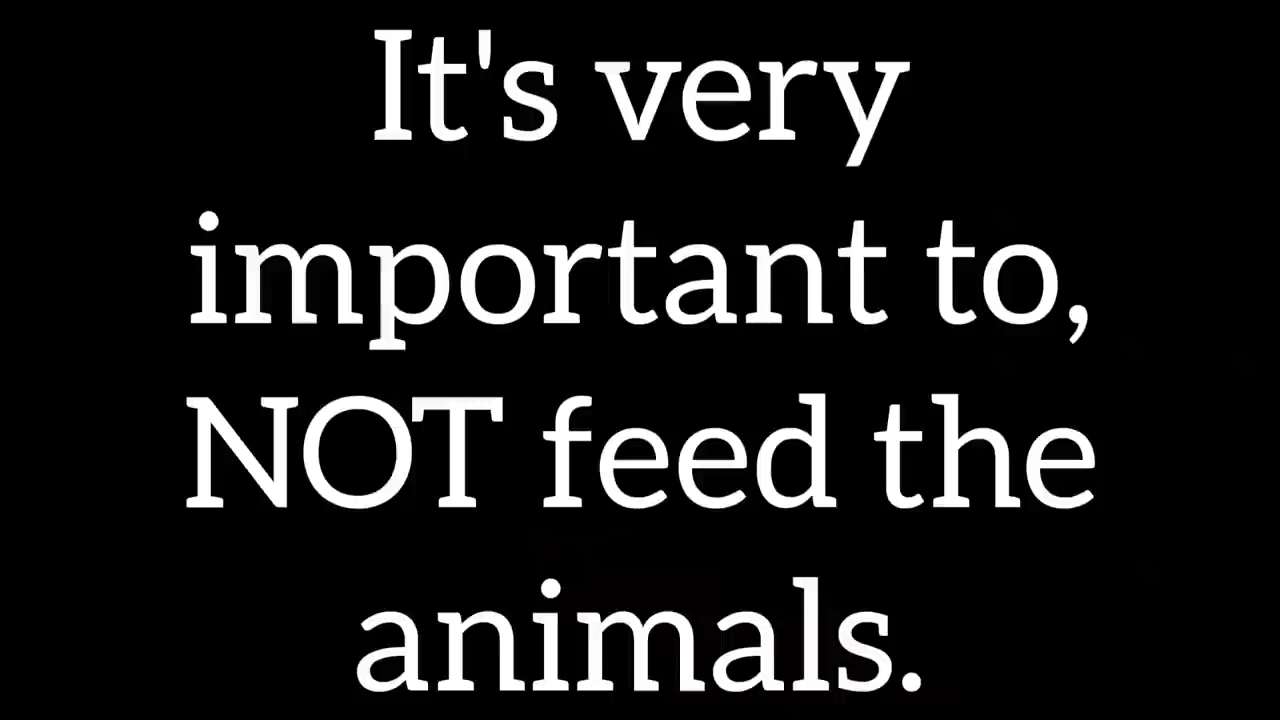 It's very
important to,
NOT feed the
animals.